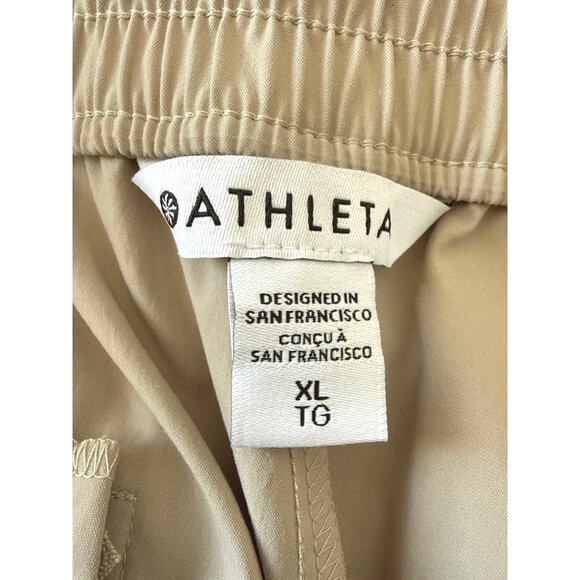 ATHLETA
DESIGNED IN
SAN FRANCISCO
CONÇU À
SAN FRANCISCO
XL
TG